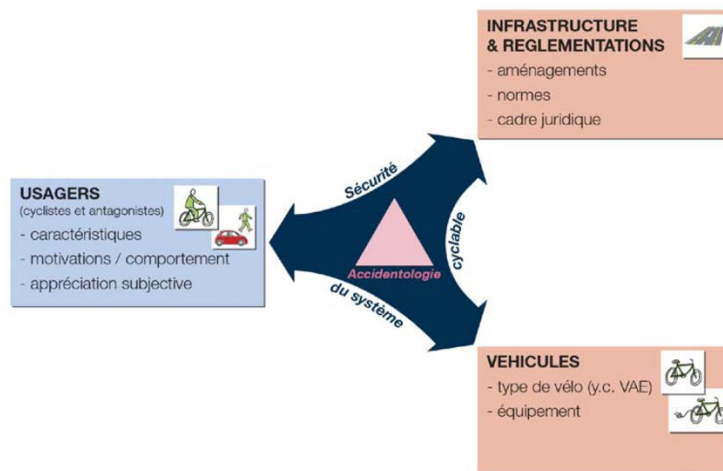 INFRASTRUCTURE
& REGLEMENTATIONS
- aménagements
- normes
- cadre juridique
USAGERS
(cyclistes et antagonistes)
- caractéristiques
- motivations / comportement
- appréciation subjective
Sécurité
cyclable
du système
Accidentologie
VEHICULES
- type de vélo (y.c. VAE)
- équipement